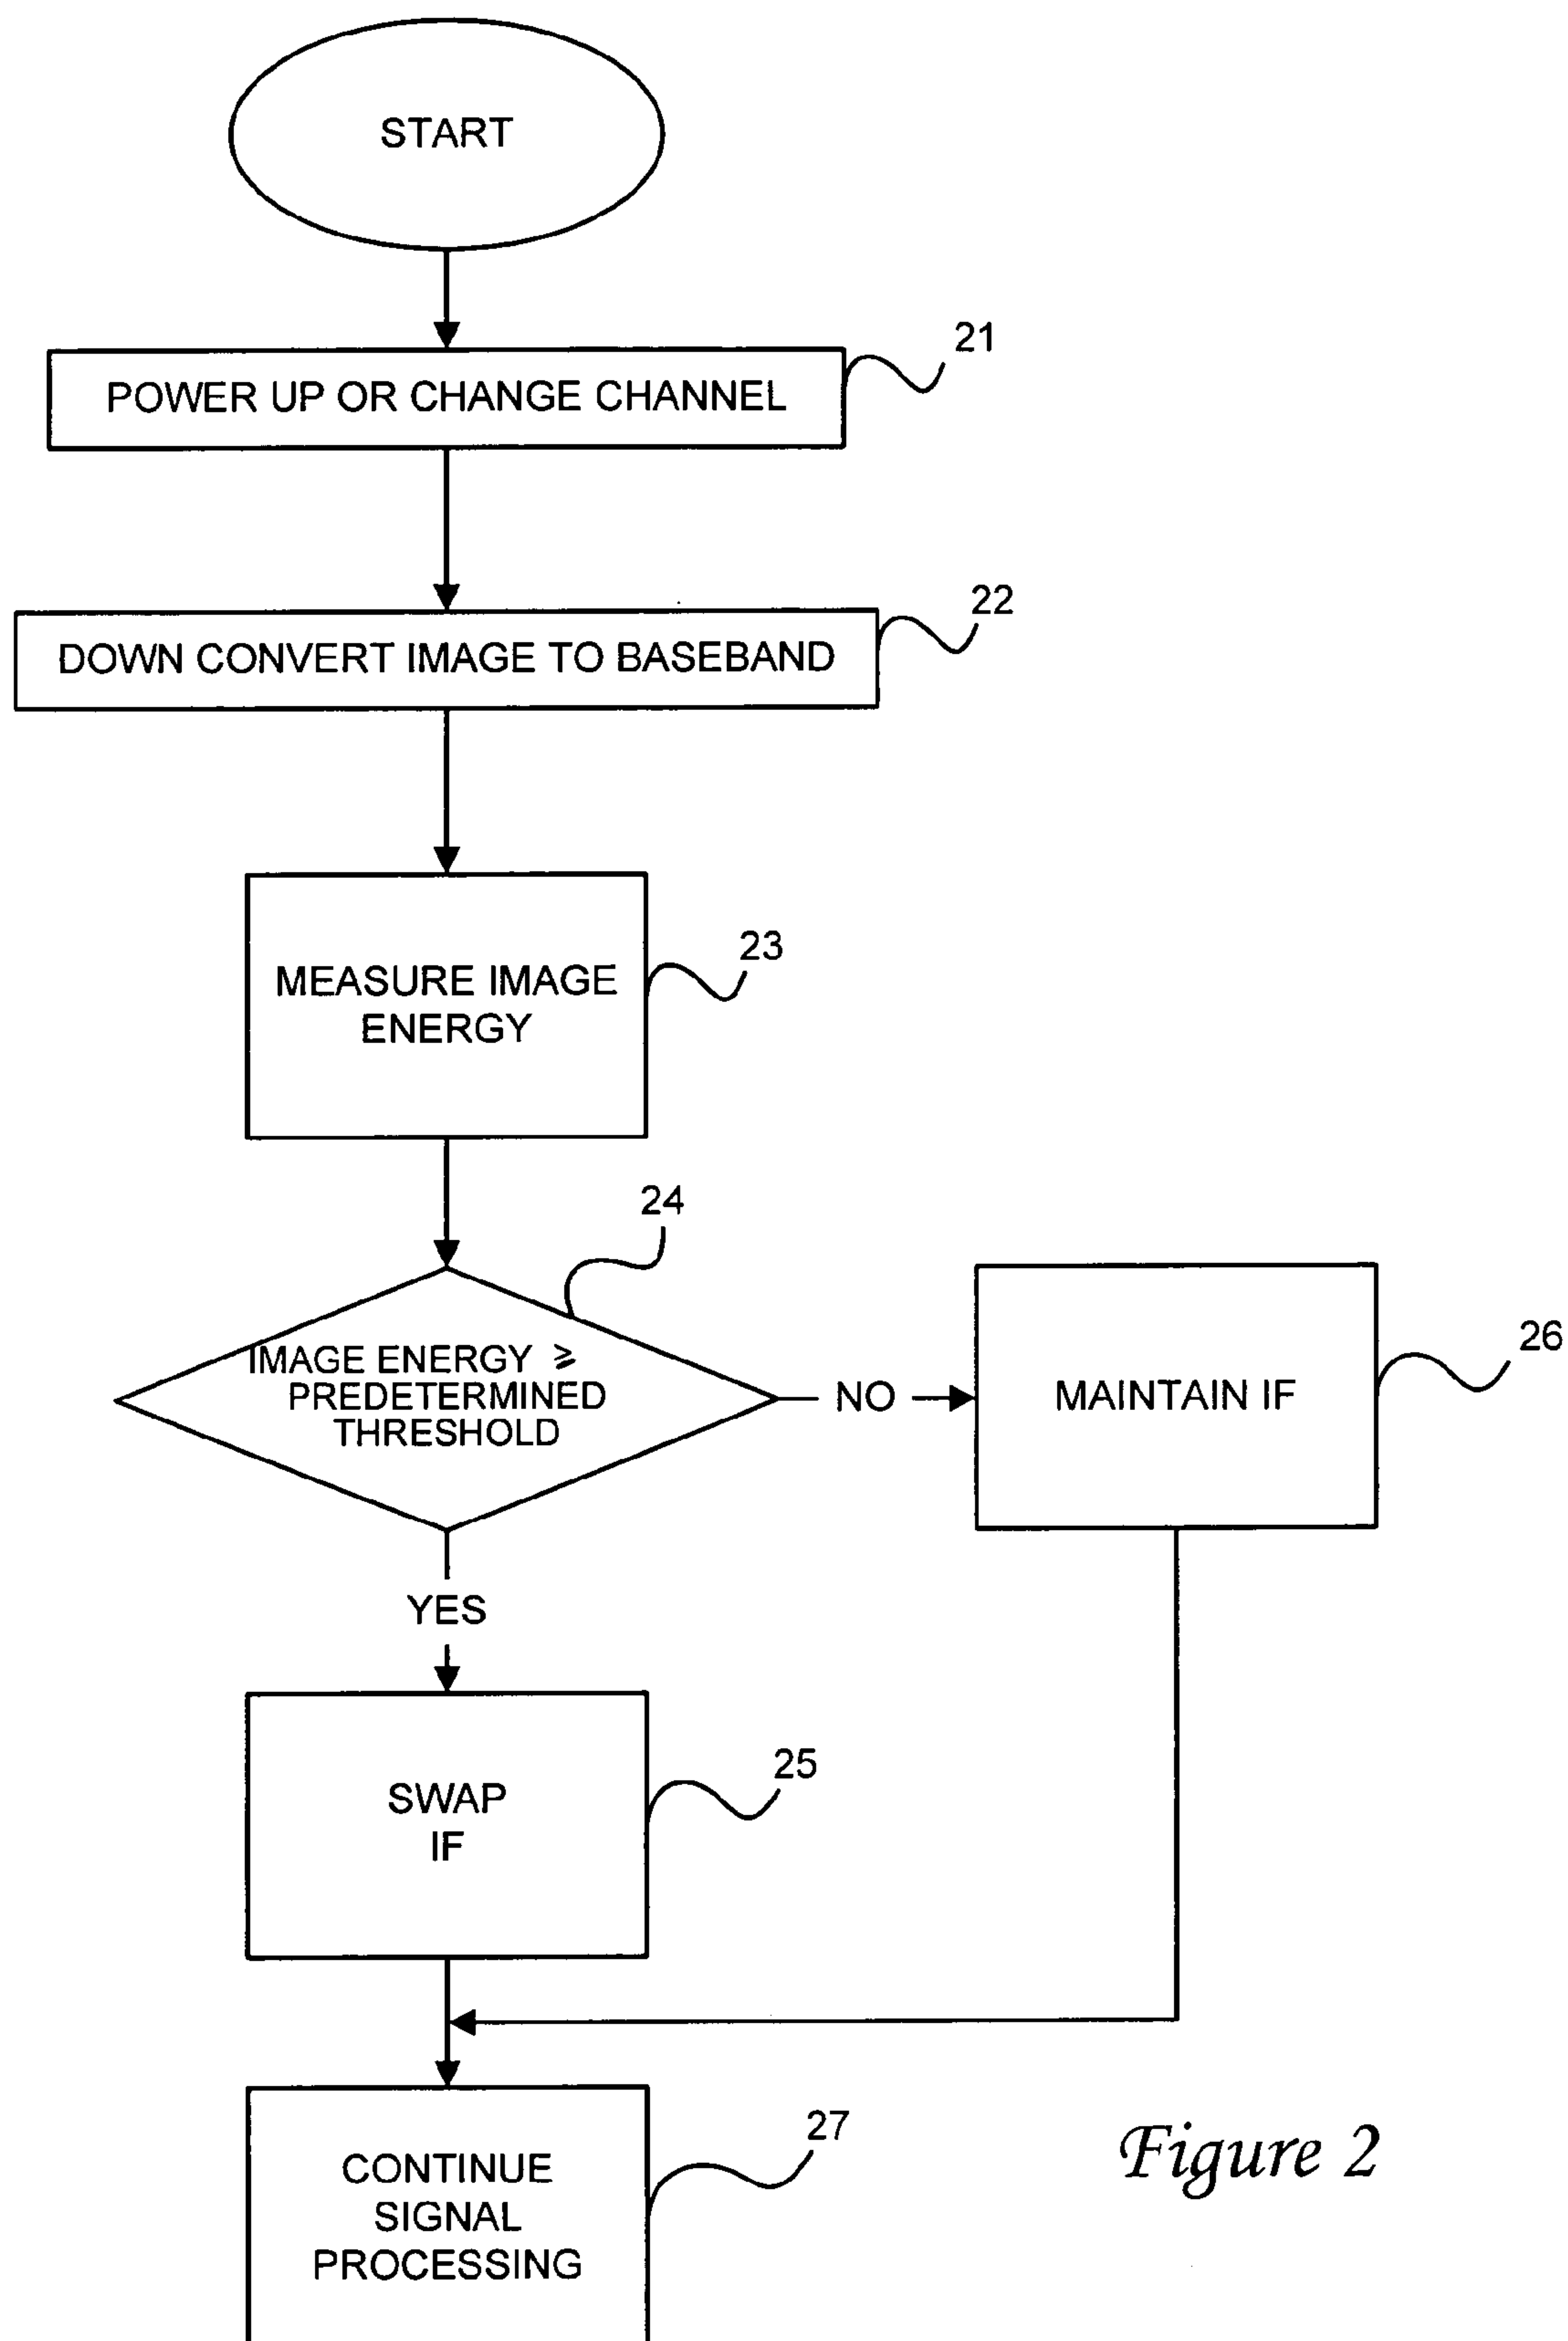 START
21
POWER UP OR CHANGE CHANNEL
22
DOWN CONVERT IMAGE TO BASEBAND
23
MEASURE IMAGE
ENERGY
24
IMAGE ENERGY ⩾
PREDETERMINED
THRESHOLD
NO
MAINTAIN IF
26
YES
25
SWAP
IF
27
CONTINUE
SIGNAL
PROCESSING
Figure 2